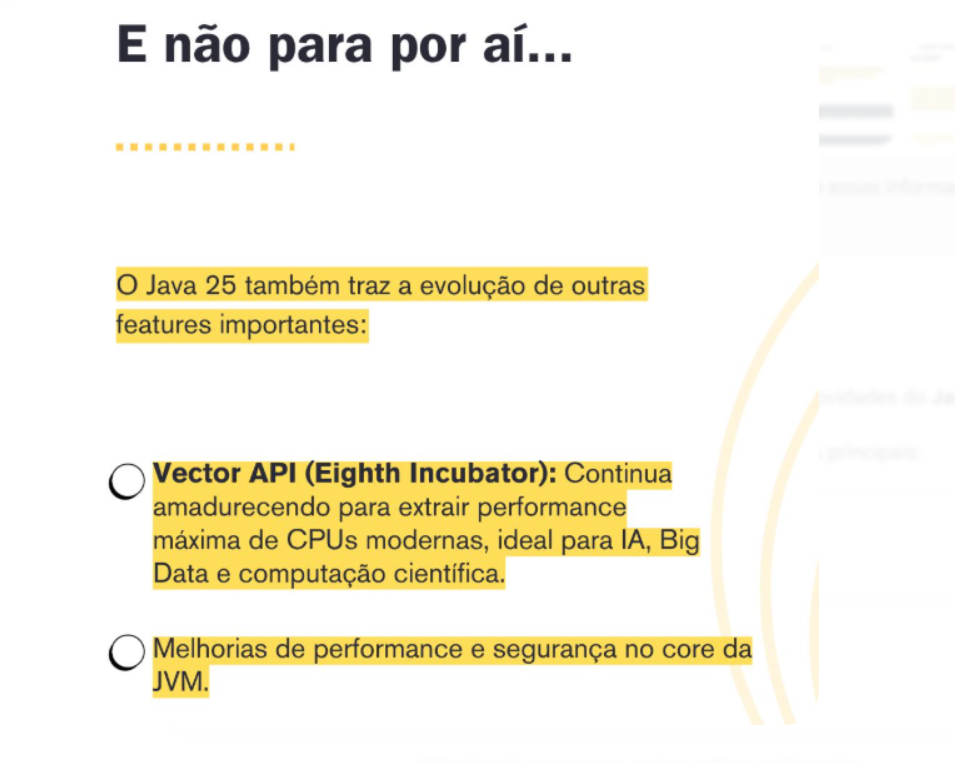 E não para por aí...
O Java 25 também traz a evolução de outras
features importantes:
Vector API (Eighth Incubator): Continua
amadurecendo para extrair performance
máxima de CPUs modernas, ideal para IA, Big
Data e computação científica.
Melhorias de performance e segurança no core da
JVM.